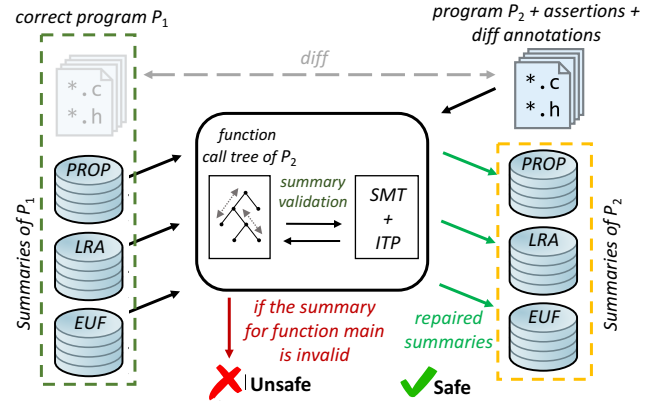 correct program P1
program P2 + assertions +
diff annotations
diff
*.c
*.h
*.c
*.h
function
call tree of P2
PROP
LRA
EUF
Summaries of P1
summary
validation
SMT
+
ITP
PROP
LRA
EUF
Summaries of P2
if the summary
for function main
is invalid
repaired
summaries
Unsafe
Safe